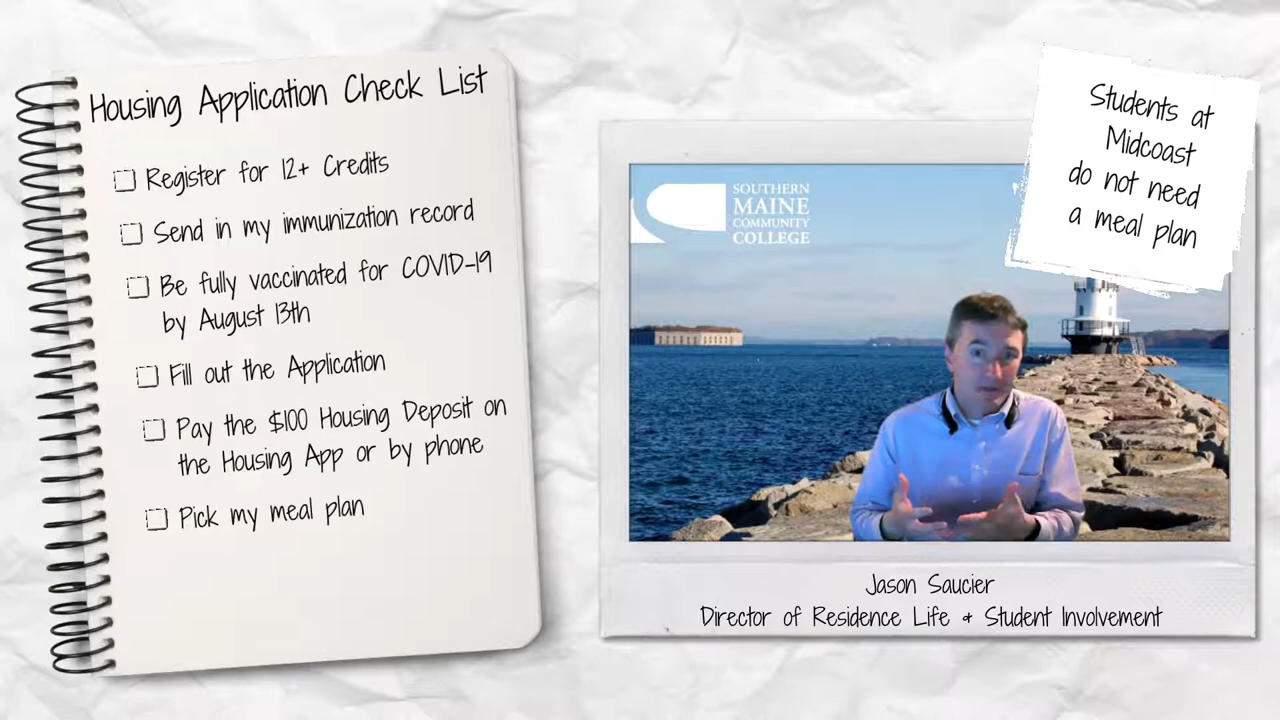 Housing Application Check List
Register for 12+ Credits
Send in my immunization record
Be fully vaccinated for COVID-19
by August 13th
Fill out the Application
Pay the $100 Housing Deposit on
the Housing App or by phone
Pick my meal plan
SOUTHERN
MAINE
COMMUNITY
COLLEGE
Students at
Midcoast
do not need
a meal plan
Jason Saucier
Director of Residence Life & Student Involvement